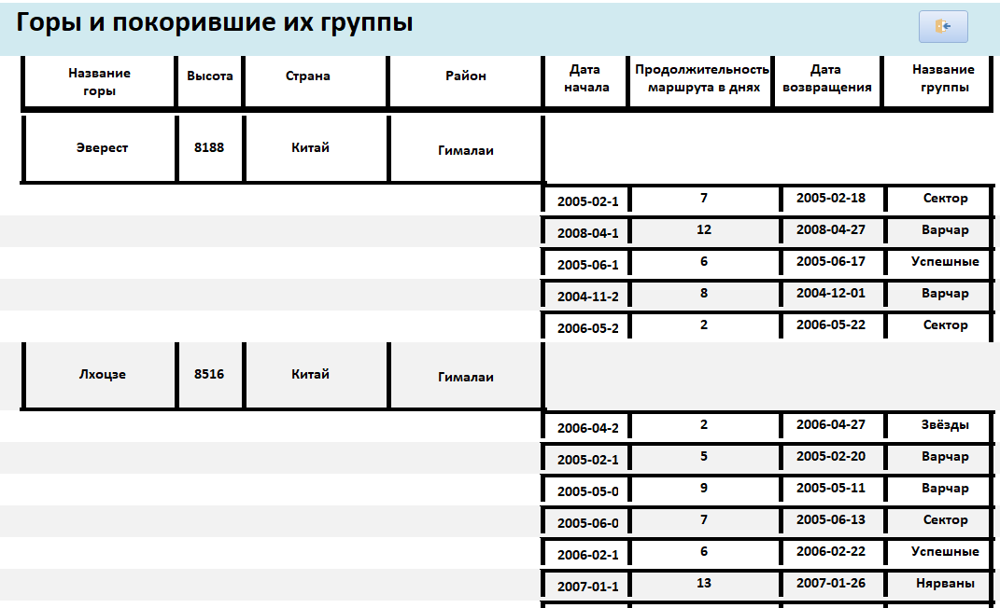 Горы и покорившие их группы
Название горы Высота Страна Район Дата начала Продолжительность маршрута в днях Дата возвращения Название группы
Эверест 8188 Китай Гималаи
2005-02-1 7 2005-02-18 Сектор
2008-04-1 12 2008-04-27 Варчар
2005-06-1 6 2005-06-17 Успешные
2004-11-2 8 2004-12-01 Варчар
2006-05-2 2 2006-05-22 Сектор
Лхоцзе 8516 Китай Гималаи
2006-04-2 2 2006-04-27 Звёзды
2005-02-1 5 2005-02-20 Варчар
2005-05-0 9 2005-05-11 Варчар
2005-06-0 7 2005-06-13 Сектор
2006-02-1 6 2006-02-22 Успешные
2007-01-1 13 2007-01-26 Нярваны